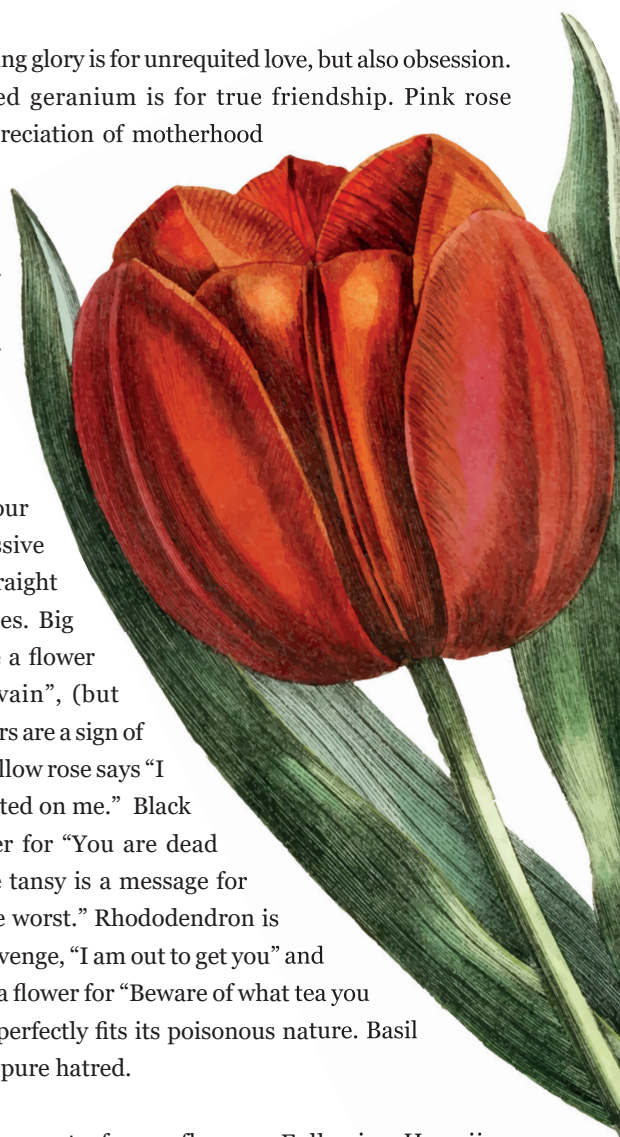 ng glory is for unrequited love, but also obsession.
ed geranium is for true friendship. Pink rose
reciation of motherhood
our
ssive
raight
es. Big
a flower
vain”, (but
rs are a sign of
llow rose says “I
ted on me.” Black
er for “You are dead
e tansy is a message for
e worst.” Rhododendron is
venge, “I am out to get you” and
a flower for “Beware of what tea you
perfectly fits its poisonous nature. Basil
pure hatred.